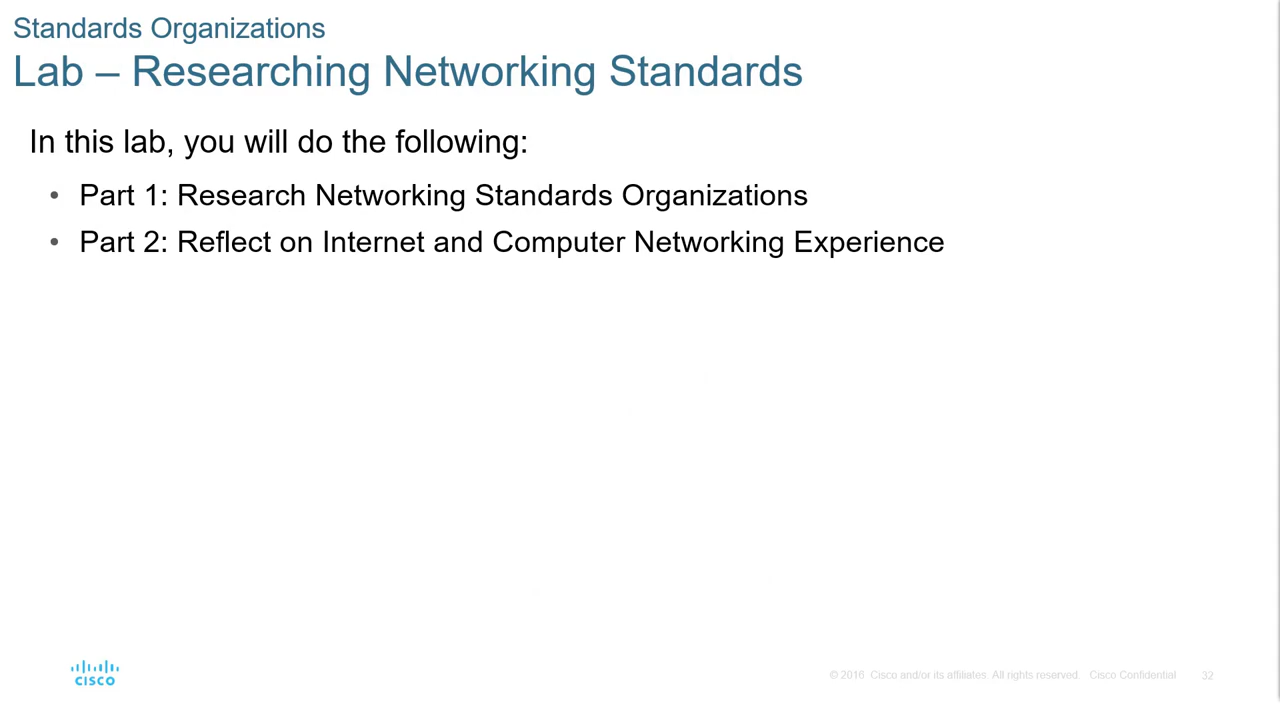 Standards Organizations
Lab – Researching Networking Standards
In this lab, you will do the following:
• Part 1: Research Networking Standards Organizations
• Part 2: Reflect on Internet and Computer Networking Experience
CISCO
© 2016 Cisco and/or its affiliates. All rights reserved. Cisco Confidential 32